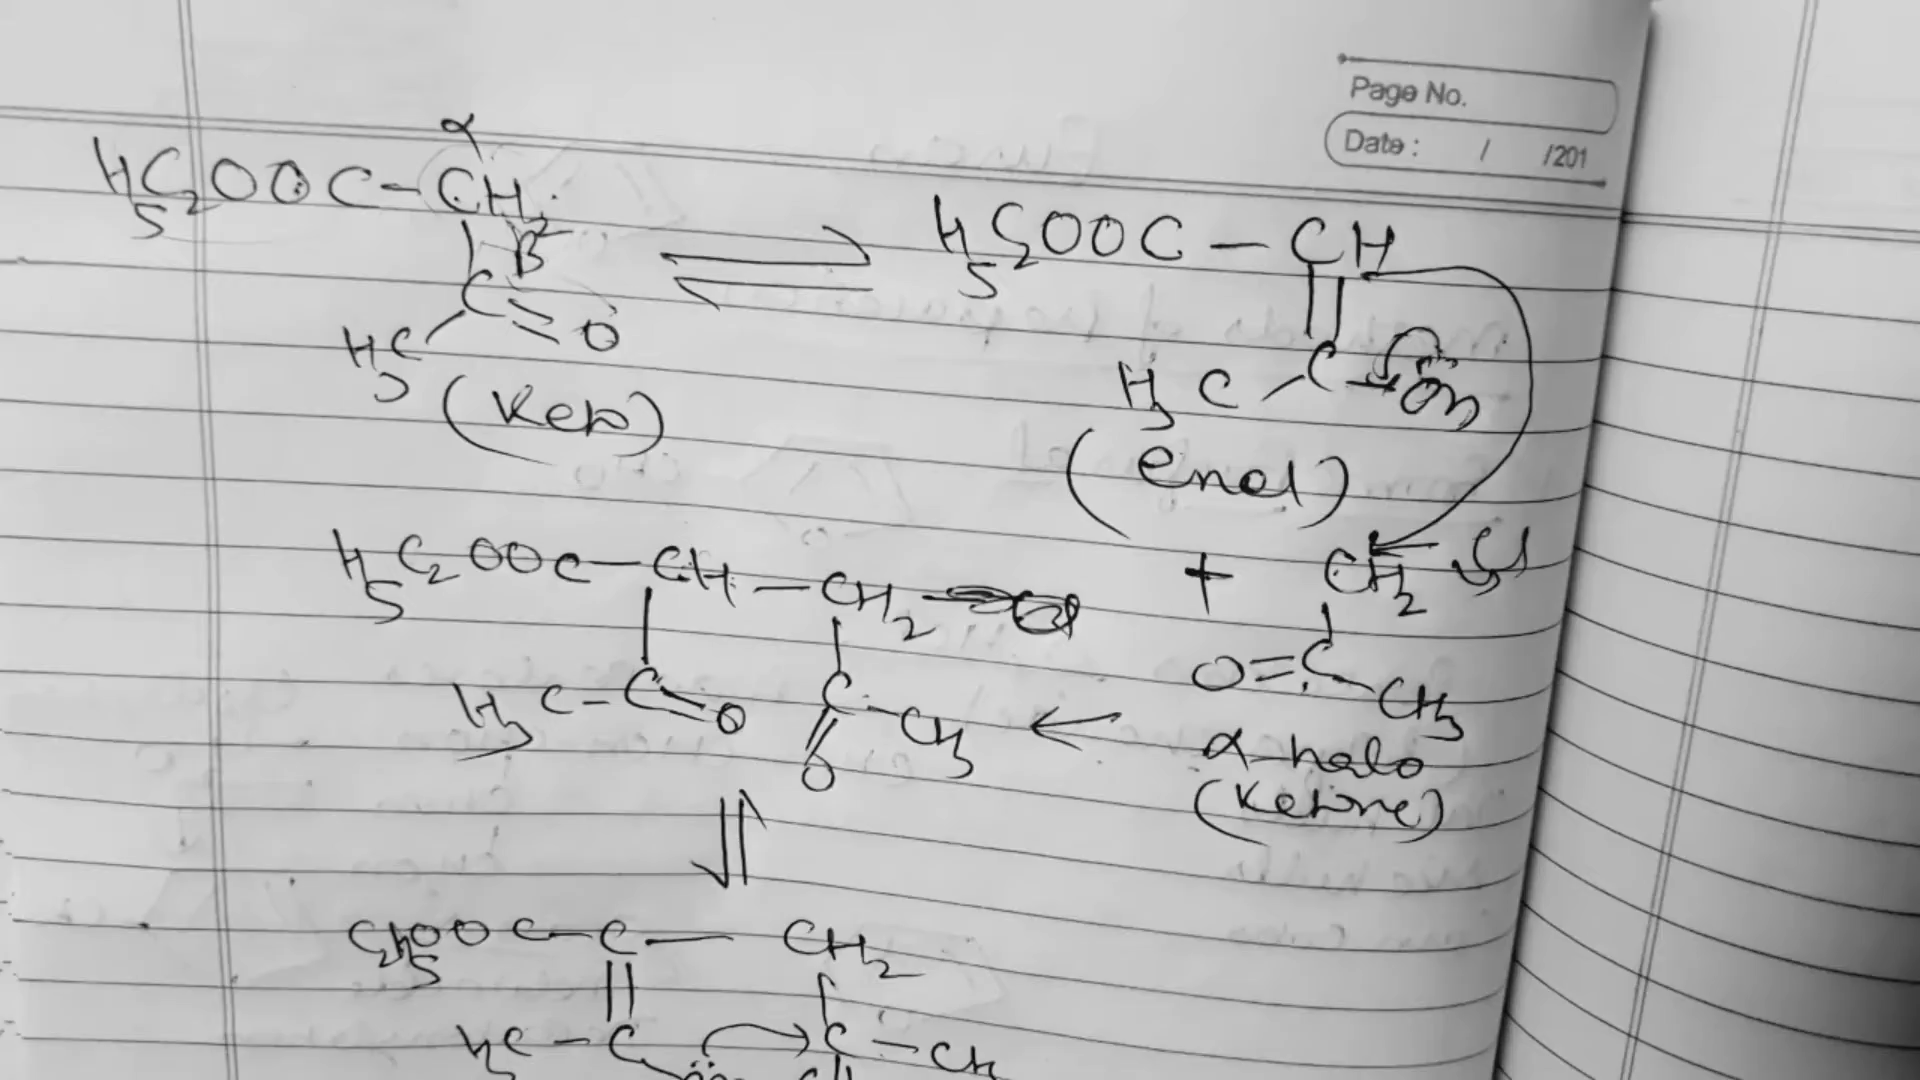 Page No.
Date : / /201
α
H5C2OOC-CH2 ⇌ H5C2OOC-CH
β
C=O
H3C
(Keto)
H3C C-OH
(enol)
H5C2OOC-CH-CH2 + CH2-Cl
O=C-CH3
H3C-C=O C-CH3 ←
O
α-halo
(Ketone)
⇌
C2H5OOC-C-CH2
H3C-C C-CH